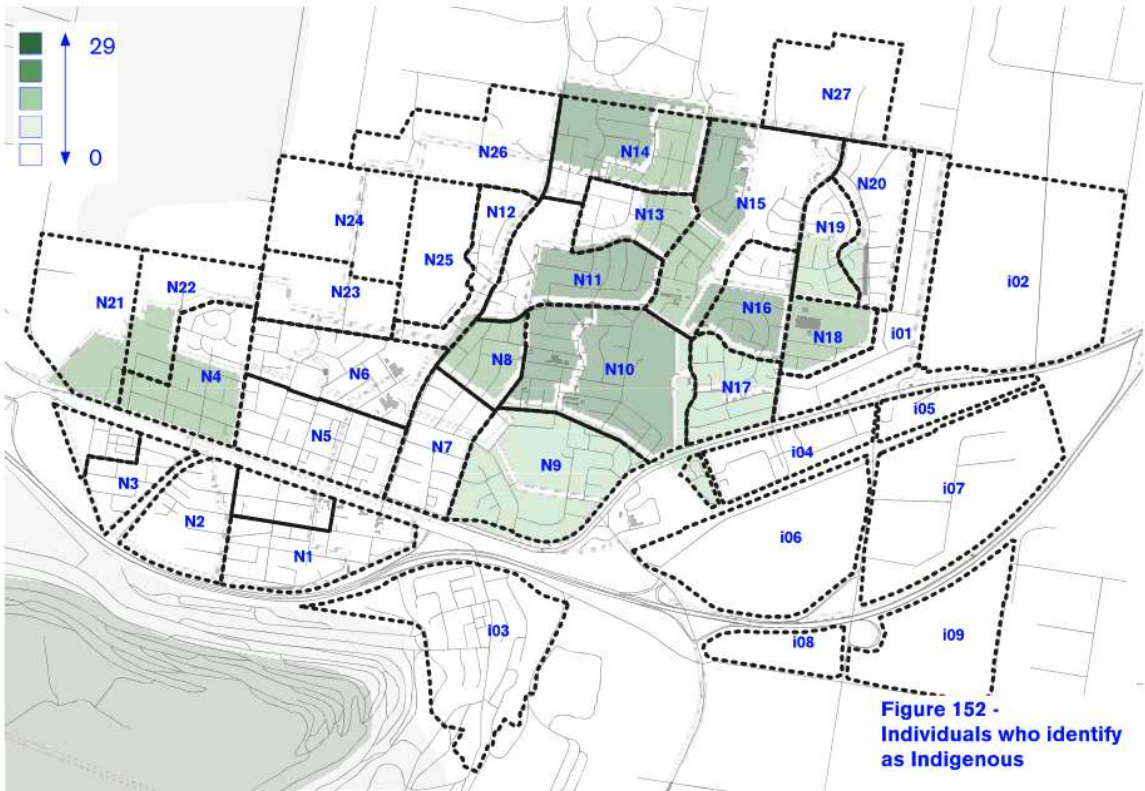 29
0
N27
N14
N26
N20
N12
N15
N24
N13
N19
N25
N11
i02
N22
N23
N21
N16
N18
i01
N8
N10
N6
N4
N17
i05
N5
N7
N9
i04
N3
i07
N2
i06
N1
i03
i08
i09
Figure 152 -
Individuals who identify
as Indigenous